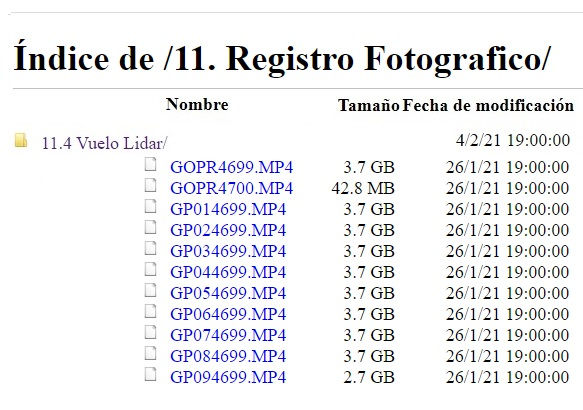 Índice de /11. Registro Fotografico/
Nombre Tamaño Fecha de modificación
11.4 Vuelo Lidar/ 4/2/21 19:00:00
GOPR4699.MP4 3.7 GB 26/1/21 19:00:00
GOPR4700.MP4 42.8 MB 26/1/21 19:00:00
GP014699.MP4 3.7 GB 26/1/21 19:00:00
GP024699.MP4 3.7 GB 26/1/21 19:00:00
GP034699.MP4 3.7 GB 26/1/21 19:00:00
GP044699.MP4 3.7 GB 26/1/21 19:00:00
GP054699.MP4 3.7 GB 26/1/21 19:00:00
GP064699.MP4 3.7 GB 26/1/21 19:00:00
GP074699.MP4 3.7 GB 26/1/21 19:00:00
GP084699.MP4 3.7 GB 26/1/21 19:00:00
GP094699.MP4 2.7 GB 26/1/21 19:00:00